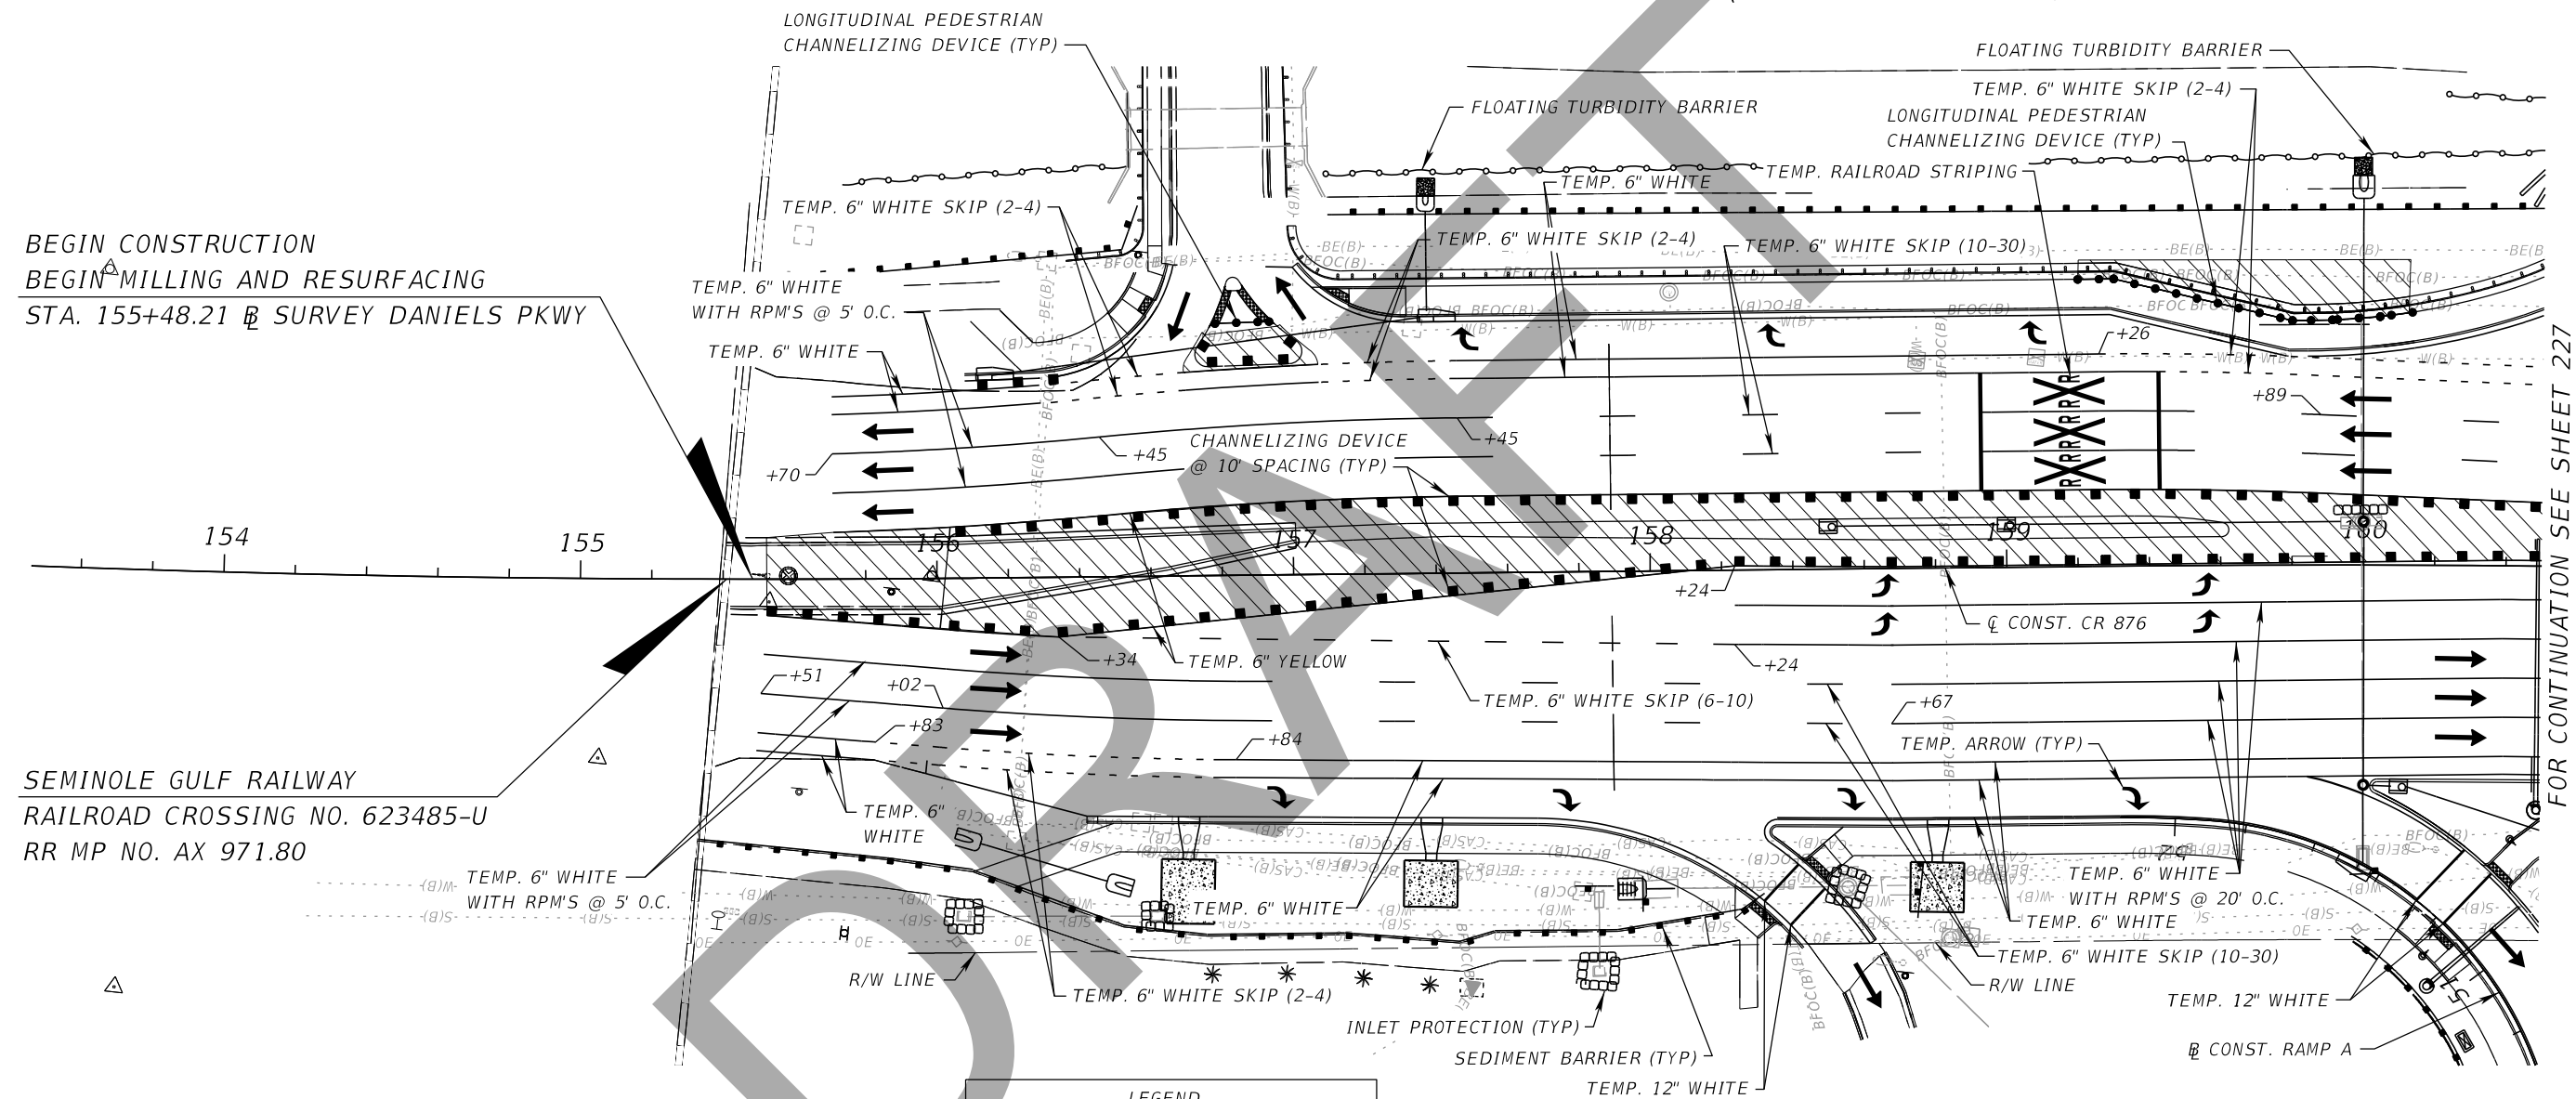 LONGITUDINAL PEDESTRIAN
CHANNELIZING DEVICE (TYP)
FLOATING TURBIDITY BARRIER
TEMP. 6" WHITE SKIP (2-4)
LONGITUDINAL PEDESTRIAN
CHANNELIZING DEVICE (TYP)
FLOATING TURBIDITY BARRIER
TEMP. RAILROAD STRIPING
TEMP. 6" WHITE
TEMP. 6" WHITE SKIP (2-4)
TEMP. 6" WHITE SKIP (2-4)
TEMP. 6" WHITE SKIP (10-30)
BEGIN CONSTRUCTION
BEGIN MILLING AND RESURFACING
STA. 155+48.21 BL SURVEY DANIELS PKWY
TEMP. 6" WHITE
WITH RPM'S @ 5' O.C.
TEMP. 6" WHITE
+26
+89
+70
+45
+45
CHANNELIZING DEVICE
@ 10' SPACING (TYP)
154
155
156
157
158
159
160
+24
CL CONST. CR 876
+34
TEMP. 6" YELLOW
+24
+51
+02
+83
+84
+67
TEMP. 6" WHITE SKIP (6-10)
TEMP. ARROW (TYP)
FOR CONTINUATION SEE SHEET 227
SEMINOLE GULF RAILWAY
RAILROAD CROSSING NO. 623485-U
RR MP NO. AX 971.80
TEMP. 6"
WHITE
TEMP. 6" WHITE
WITH RPM'S @ 5' O.C.
TEMP. 6" WHITE
TEMP. 6" WHITE
WITH RPM'S @ 20' O.C.
TEMP. 6" WHITE
TEMP. 6" WHITE SKIP (10-30)
R/W LINE
R/W LINE
TEMP. 6" WHITE SKIP (2-4)
TEMP. 12" WHITE
INLET PROTECTION (TYP)
SEDIMENT BARRIER (TYP)
BL CONST. RAMP A
TEMP. 12" WHITE
LEGEND
DRAFT